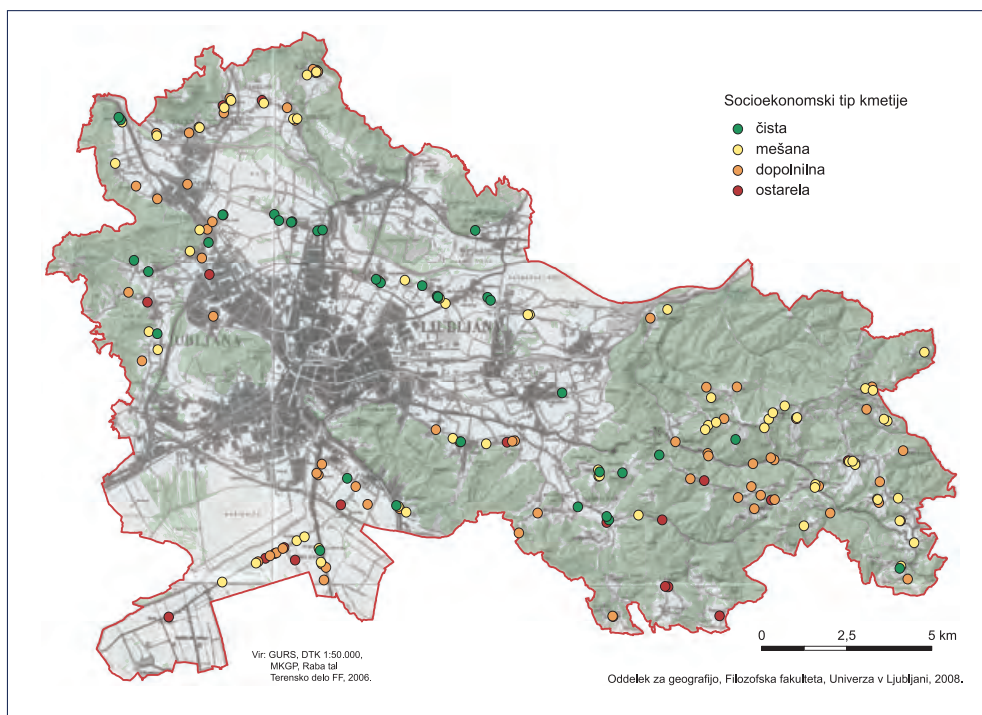 Socioekonomski tip kmetije
čista
mešana
dopolnilna
ostarela
LJUBLJANA
0 2,5 5 km
Vir: GURS, DTK 1:50.000,
MKGP, Raba tal
Terensko delo FF, 2006.
Oddelek za geografijo, Filozofska fakulteta, Univerza v Ljubljani, 2008.